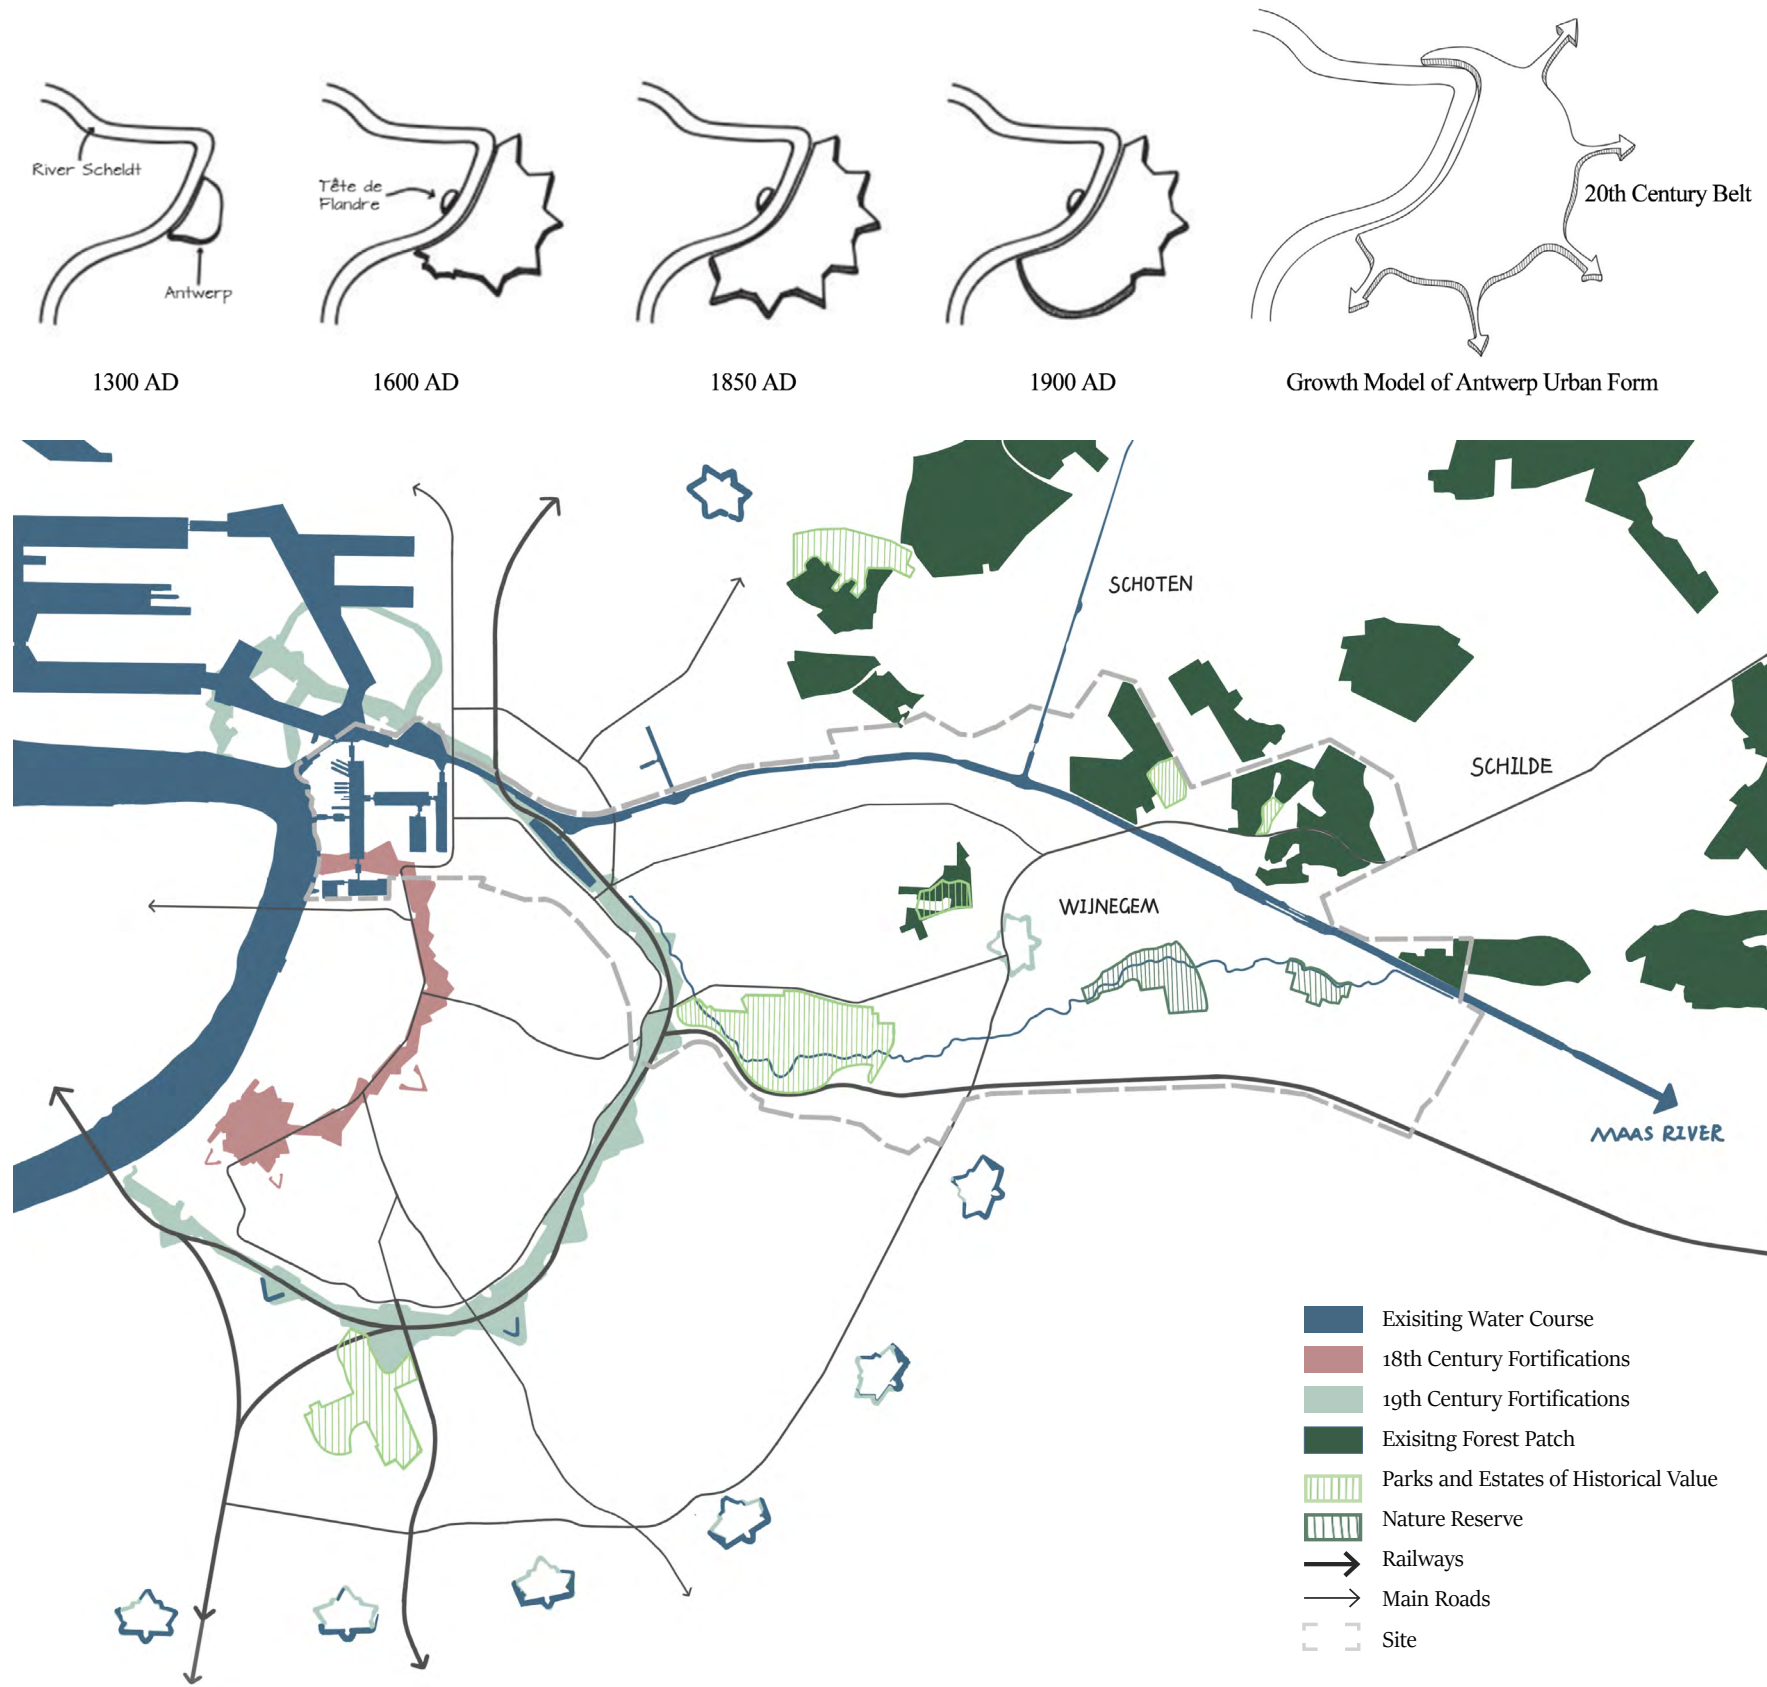 River Scheldt
Antwerp
Tête de
Flandre
20th Century Belt
1300 AD
1600 AD
1850 AD
1900 AD
Growth Model of Antwerp Urban Form
SCHOTEN
SCHILDE
WIJNEGEM
MAAS RIVER
Exisiting Water Course
18th Century Fortifications
19th Century Fortifications
Exisitng Forest Patch
Parks and Estates of Historical Value
Nature Reserve
Railways
Main Roads
Site